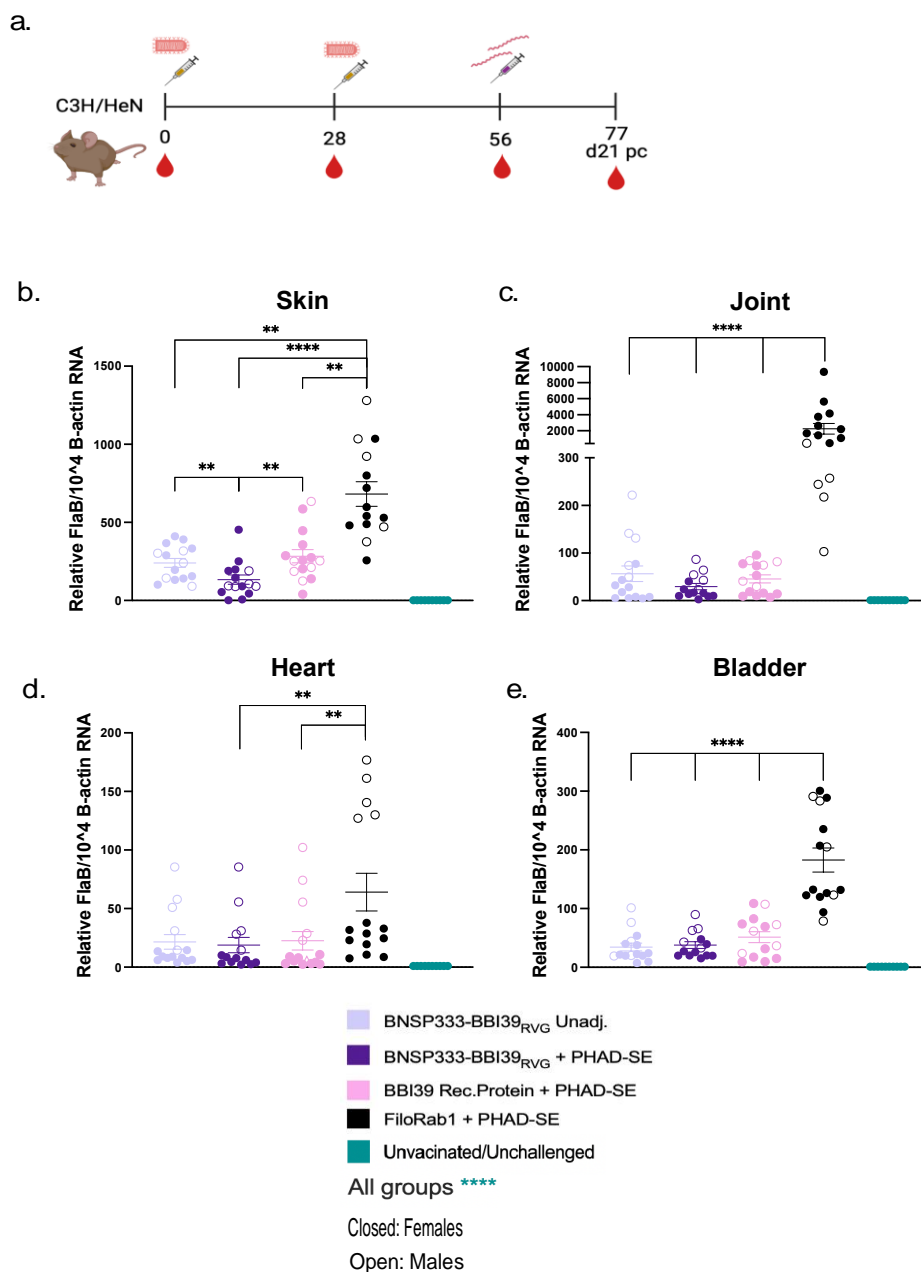 a.
C3H/HeN
0
28
56
77
d21 pc
b.
Skin
**
****
**
**
**
Relative FlaB/10^4 B-actin RNA
1500
1000
500
0
c.
Joint
****
Relative FlaB/10^4 B-actin RNA
10000
8000
6000
4000
2000
300
200
100
0
d.
Heart
**
**
Relative FlaB/10^4 B-actin RNA
200
150
100
50
0
e.
Bladder
****
Relative FlaB/10^4 B-actin RNA
400
300
200
100
0
BNSP333-BBI39RVG Unadj.
BNSP333-BBI39RVG + PHAD-SE
BBI39 Rec.Protein + PHAD-SE
FiloRab1 + PHAD-SE
Unvacinated/Unchallenged
All groups ****
Closed: Females
Open: Males